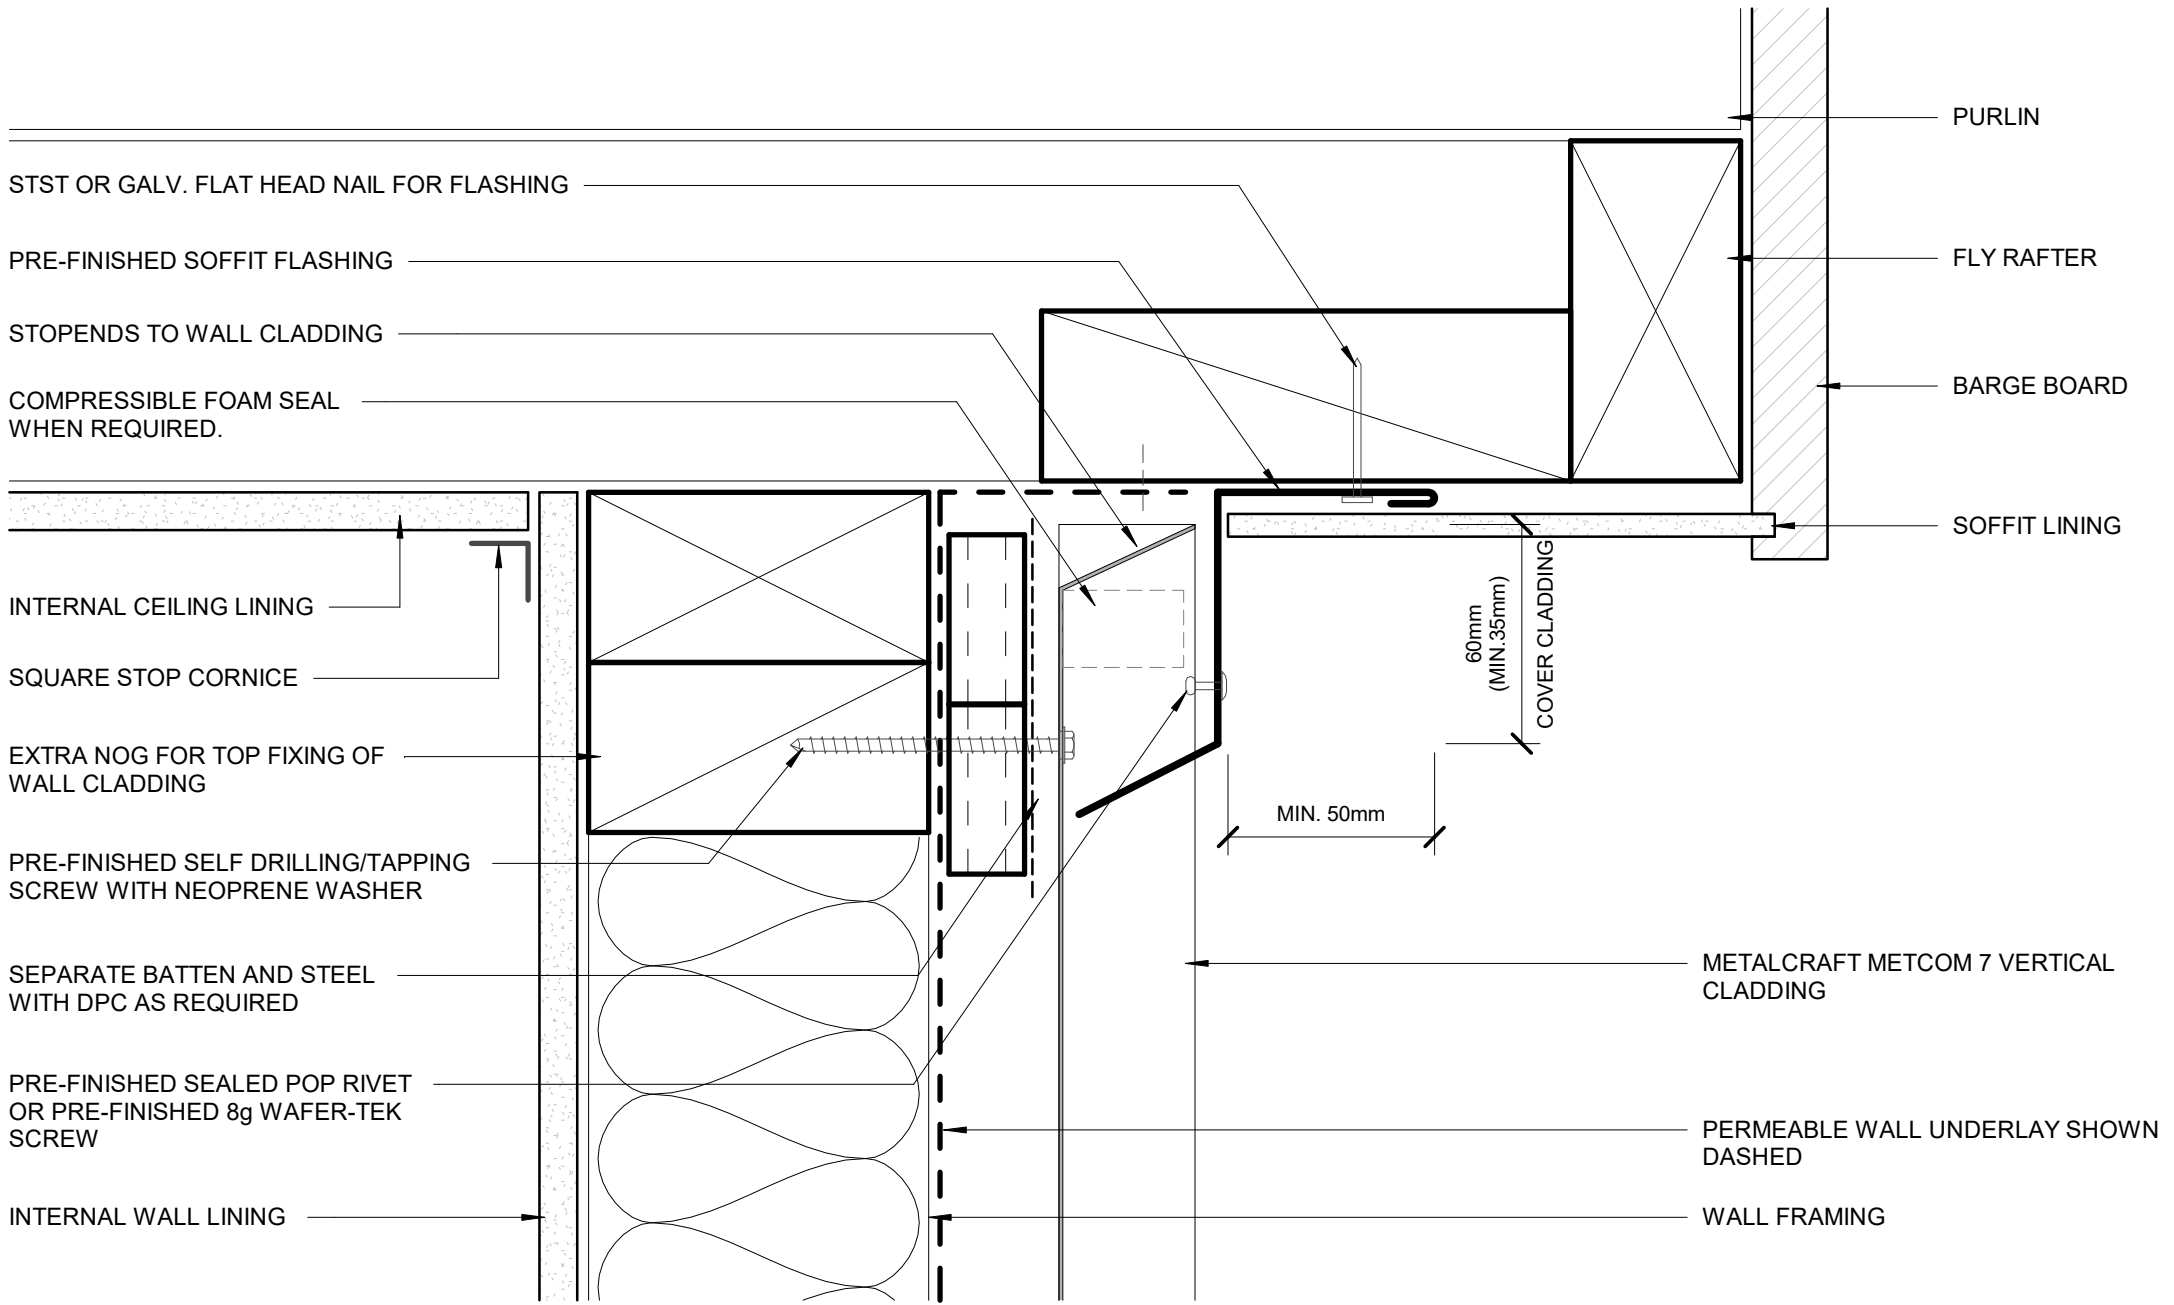 STST OR GALV. FLAT HEAD NAIL FOR FLASHING
PRE-FINISHED SOFFIT FLASHING
STOPENDS TO WALL CLADDING
COMPRESSIBLE FOAM SEAL
WHEN REQUIRED.
INTERNAL CEILING LINING
SQUARE STOP CORNICE
EXTRA NOG FOR TOP FIXING OF
WALL CLADDING
PRE-FINISHED SELF DRILLING/TAPPING
SCREW WITH NEOPRENE WASHER
SEPARATE BATTEN AND STEEL
WITH DPC AS REQUIRED
PRE-FINISHED SEALED POP RIVET
OR PRE-FINISHED 8g WAFER-TEK
SCREW
INTERNAL WALL LINING
60mm
(MIN.35mm)
COVER CLADDING
MIN. 50mm
PURLIN
FLY RAFTER
BARGE BOARD
SOFFIT LINING
METALCRAFT METCOM 7 VERTICAL
CLADDING
PERMEABLE WALL UNDERLAY SHOWN
DASHED
WALL FRAMING